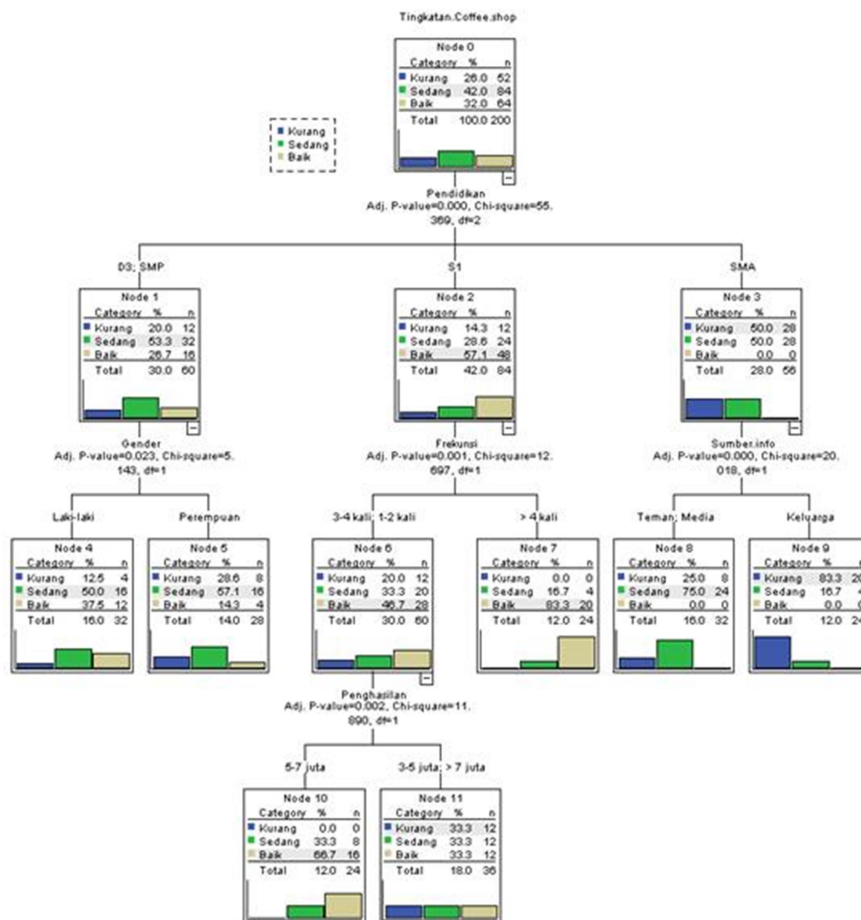 Tingkatan.Coffee.shop
Node 0
Category % n
Kurang 26.0 52
Sedang 42.0 84
Baik 32.0 64
Total 100.0 200
Kurang
Sedang
Baik
Pendidikan
Adj. P-value=0.000, Chi-square=55.
369, df=2
D3; SMP
S1
SMA
Node 1
Category % n
Kurang 20.0 12
Sedang 53.3 32
Baik 26.7 16
Total 30.0 60
Node 2
Category % n
Kurang 14.3 12
Sedang 28.6 24
Baik 57.1 48
Total 42.0 84
Node 3
Category % n
Kurang 50.0 28
Sedang 50.0 28
Baik 0.0 0
Total 28.0 56
Gender
Adj. P-value=0.023, Chi-square=5.
143, df=1
Frekunsi
Adj. P-value=0.001, Chi-square=12.
697, df=1
Sumber.info
Adj. P-value=0.000, Chi-square=20.
018, df=1
Laki-laki
Perempuan
3-4 kali; 1-2 kali
> 4 kali
Teman; Media
Keluarga
Node 4
Category % n
Kurang 12.5 4
Sedang 50.0 16
Baik 37.5 12
Total 16.0 32
Node 5
Category % n
Kurang 28.6 8
Sedang 57.1 16
Baik 14.3 4
Total 14.0 28
Node 6
Category % n
Kurang 20.0 12
Sedang 33.3 20
Baik 46.7 28
Total 30.0 60
Node 7
Category % n
Kurang 0.0 0
Sedang 16.7 4
Baik 83.3 20
Total 12.0 24
Node 8
Category % n
Kurang 25.0 8
Sedang 75.0 24
Baik 0.0 0
Total 16.0 32
Node 9
Category % n
Kurang 83.3 20
Sedang 16.7 4
Baik 0.0 0
Total 12.0 24
Penghasilan
Adj. P-value=0.002, Chi-square=11.
890, df=1
5-7 juta
3-5 juta; > 7 juta
Node 10
Category % n
Kurang 0.0 0
Sedang 33.3 8
Baik 66.7 16
Total 12.0 24
Node 11
Category % n
Kurang 33.3 12
Sedang 33.3 12
Baik 33.3 12
Total 18.0 36